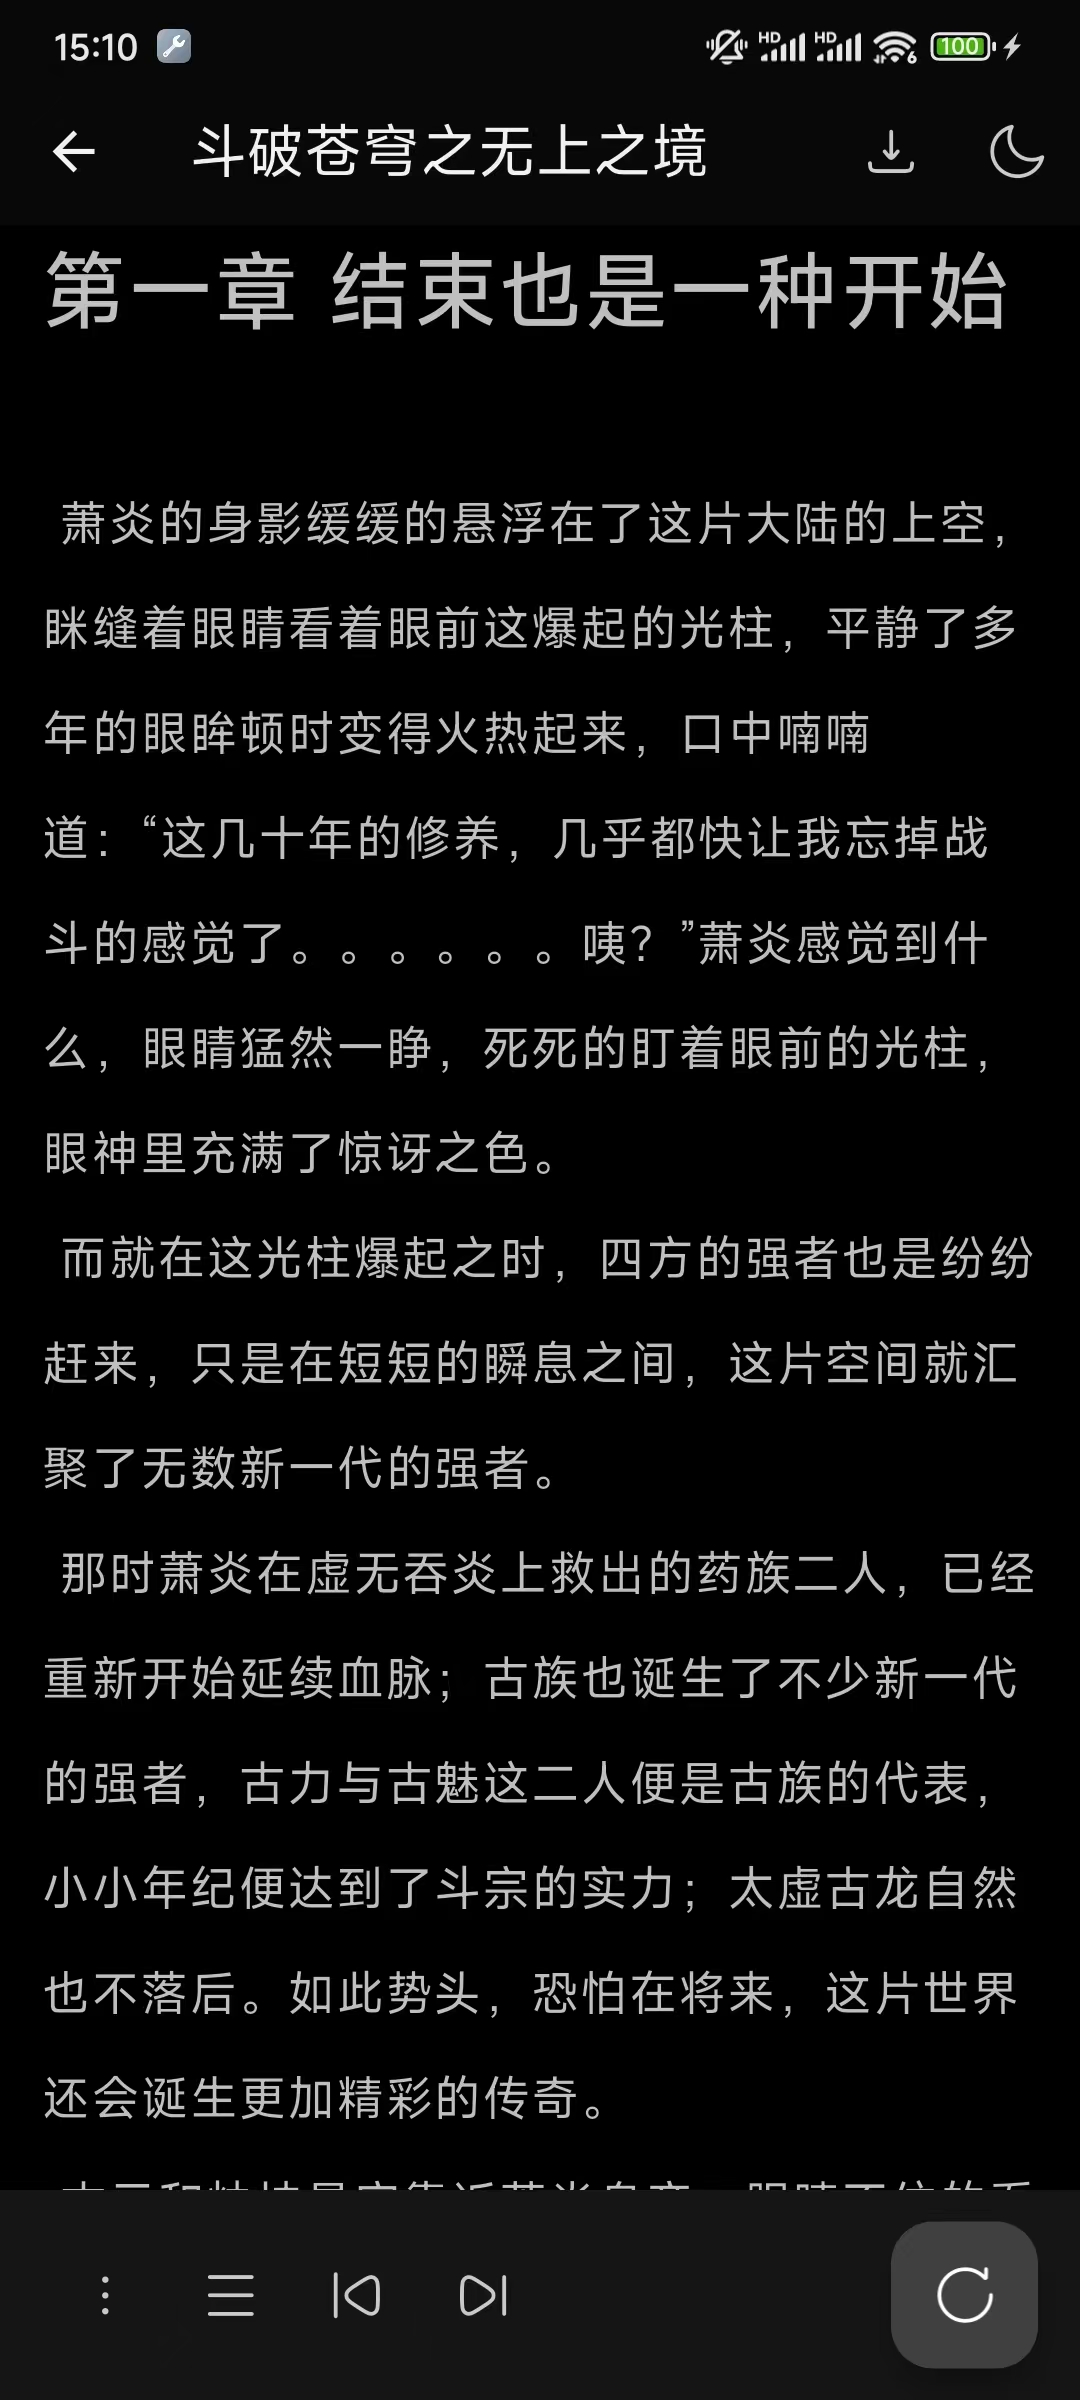 15:10
HD HD 6 100
斗破苍穹之无上之境
第一章 结束也是一种开始
萧炎的身影缓缓的悬浮在了这片大陆的上空，
眯缝着眼睛看着眼前这爆起的光柱，平静了多
年的眼眸顿时变得火热起来，口中喃喃
道：“这几十年的修养，几乎都快让我忘掉战
斗的感觉了。。。。。。咦？”萧炎感觉到什
么，眼睛猛然一睁，死死的盯着眼前的光柱，
眼神里充满了惊讶之色。
而就在这光柱爆起之时，四方的强者也是纷纷
赶来，只是在短短的瞬息之间，这片空间就汇
聚了无数新一代的强者。
那时萧炎在虚无吞炎上救出的药族二人，已经
重新开始延续血脉；古族也诞生了不少新一代
的强者，古力与古魅这二人便是古族的代表，
小小年纪便达到了斗宗的实力；太虚古龙自然
也不落后。如此势头，恐怕在将来，这片世界
还会诞生更加精彩的传奇。